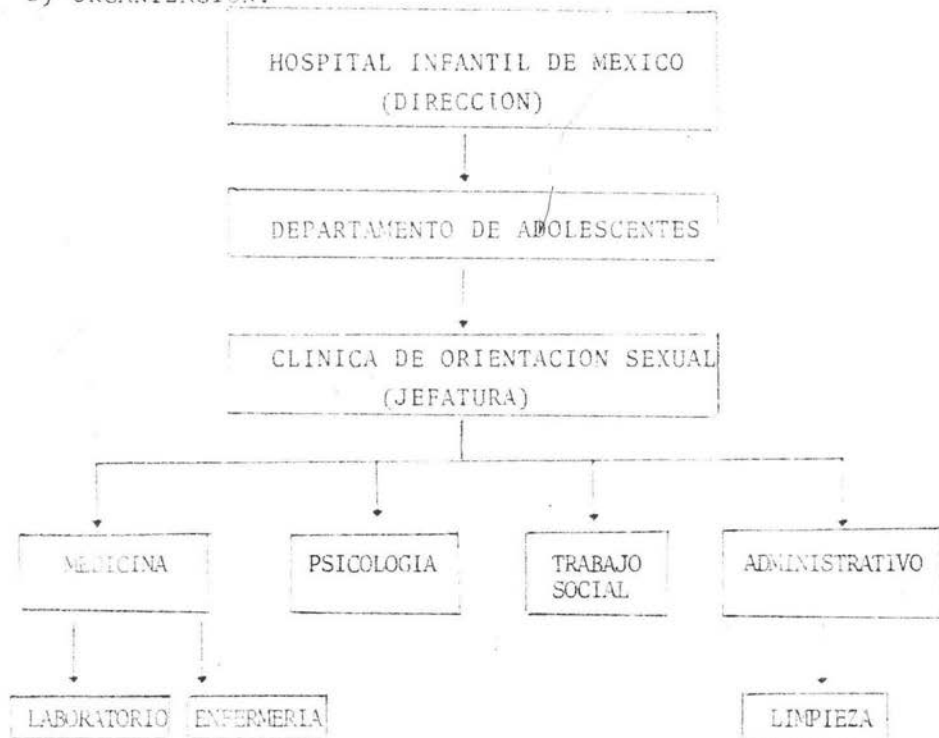 HOSPITAL INFANTIL DE MEXICO
(DIRECCION)
DEPARTAMENTO DE ADOLESCENTES
CLINICA DE ORIENTACION SEXUAL
(JEFATURA)
MEDICINA
PSICOLOGIA
TRABAJO
SOCIAL
ADMINISTRATIVO
LABORATORIO
ENFERMERIA
LIMPIEZA